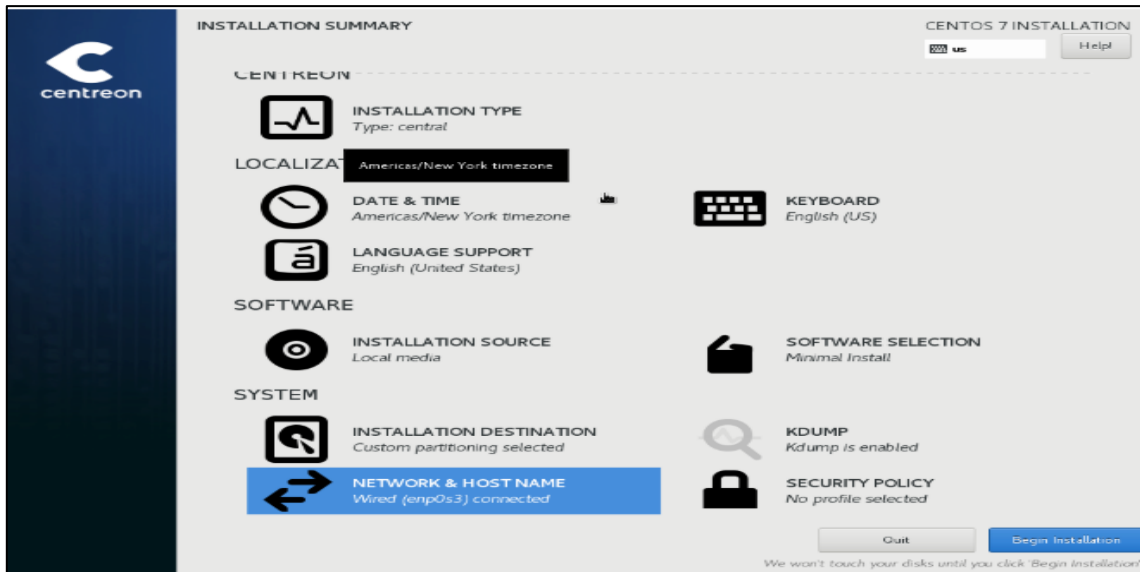 INSTALLATION SUMMARY
CENTOS 7 INSTALLATION
us
Help!
centreon
CENTREON
INSTALLATION TYPE
Type: central
LOCALIZAT
Americas/New York timezone
DATE & TIME
Americas/New York timezone
KEYBOARD
English (US)
LANGUAGE SUPPORT
English (United States)
SOFTWARE
INSTALLATION SOURCE
Local media
SOFTWARE SELECTION
Minimal Install
SYSTEM
INSTALLATION DESTINATION
Custom partitioning selected
KDUMP
Kdump is enabled
NETWORK & HOST NAME
Wired (enp0s3) connected
SECURITY POLICY
No profile selected
Quit
Begin Installation
We won't touch your disks until you click 'Begin Installation'